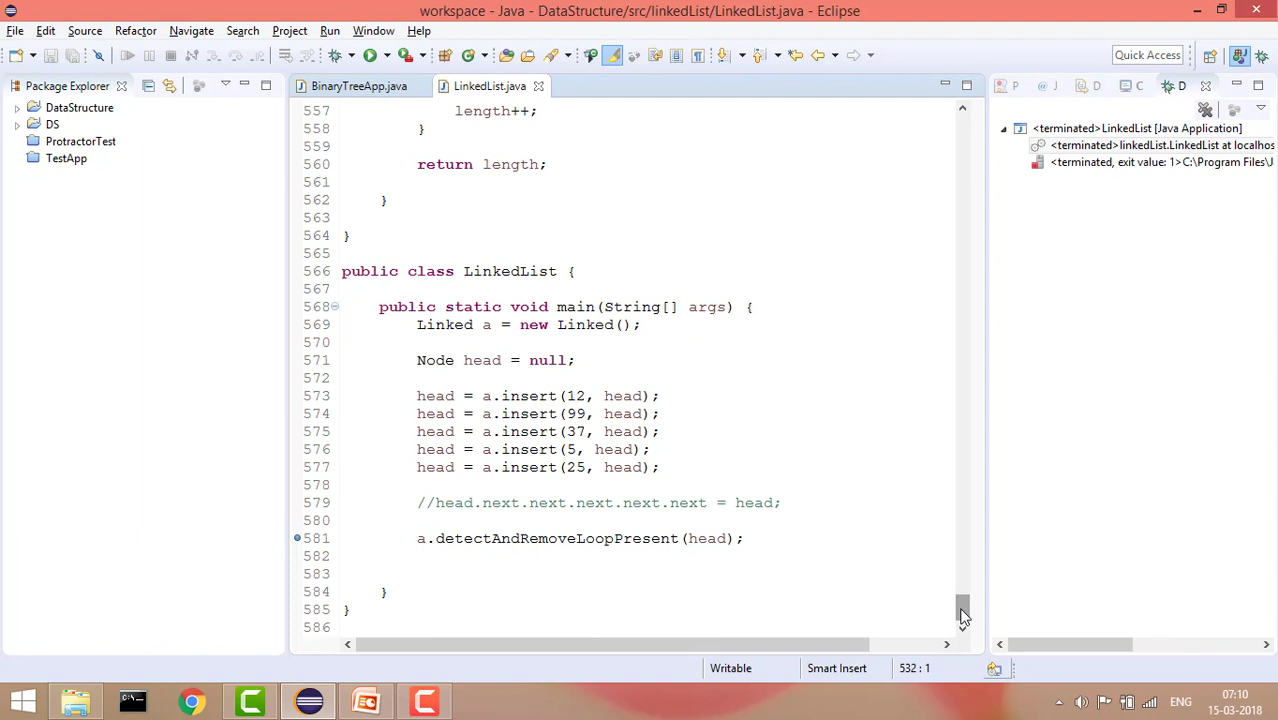 workspace - Java - DataStructure/src/linkedList/LinkedList.java - Eclipse
File Edit Source Refactor Navigate Search Project Run Window Help
Quick Access
Package Explorer
DataStructure
DS
ProtractorTest
TestApp
BinaryTreeApp.java LinkedList.java
557 length++;
558 }
559
560 return length;
561
562 }
563
564 }
565
566 public class LinkedList {
567
568 public static void main(String[] args) {
569 Linked a = new Linked();
570
571 Node head = null;
572
573 head = a.insert(12, head);
574 head = a.insert(99, head);
575 head = a.insert(37, head);
576 head = a.insert(5, head);
577 head = a.insert(25, head);
578
579 //head.next.next.next.next.next = head;
580
581 a.detectAndRemoveLoopPresent(head);
582
583
584 }
585 }
586
P @ J D C D
<terminated>LinkedList [Java Application]
<terminated>linkedList.LinkedList at localhos
<terminated, exit value: 1>C:\Program Files\J
Writable Smart Insert 532 : 1
ENG
07:10
15-03-2018